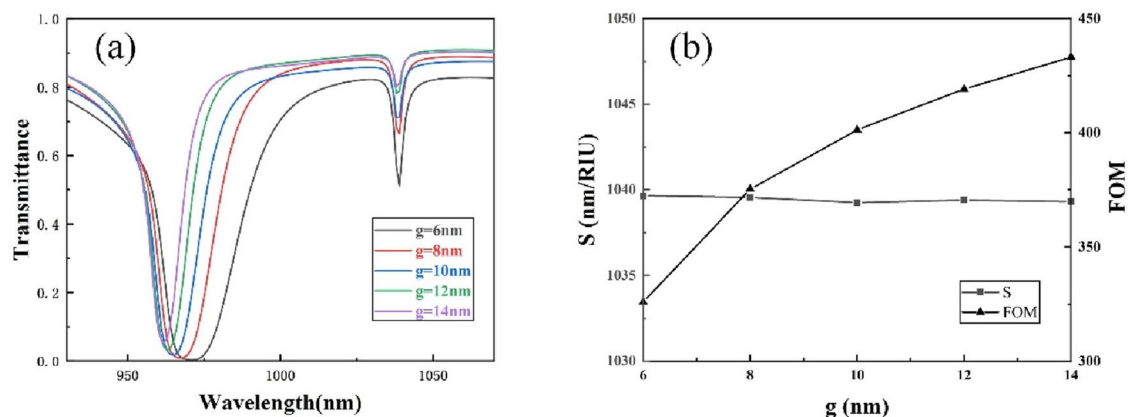 (a)
Transmittance
1.0
0.8
0.6
0.4
0.2
0.0
950
1000
1050
Wavelength(nm)
g=6nm
g=8nm
g=10nm
g=12nm
g=14nm
(b)
S (nm/RIU)
1050
1045
1040
1035
1030
6
8
10
12
14
g (nm)
450
400
350
300
FOM
S
FOM